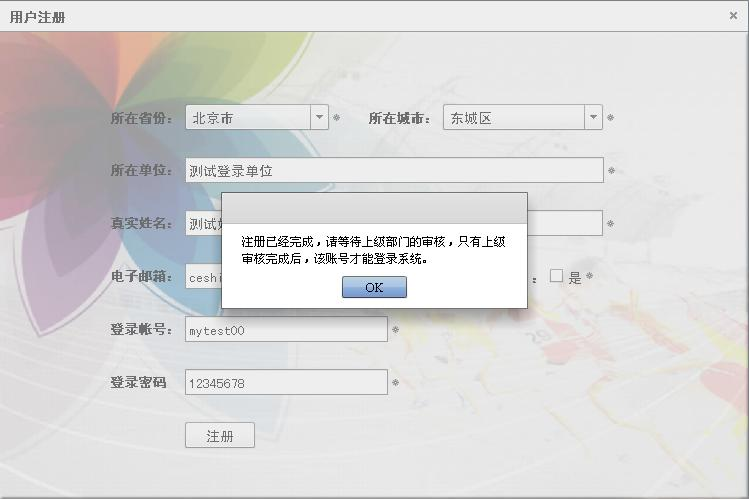 用户注册
所在省份： 北京市 所在城市： 东城区
所在单位： 测试登录单位
真实姓名： 测试
注册已经完成，请等待上级部门的审核，只有上级
审核完成后，该账号才能登录系统。
OK
电子邮箱： ceshi ： 是
登录帐号： mytest00
登录密码 12345678
注册